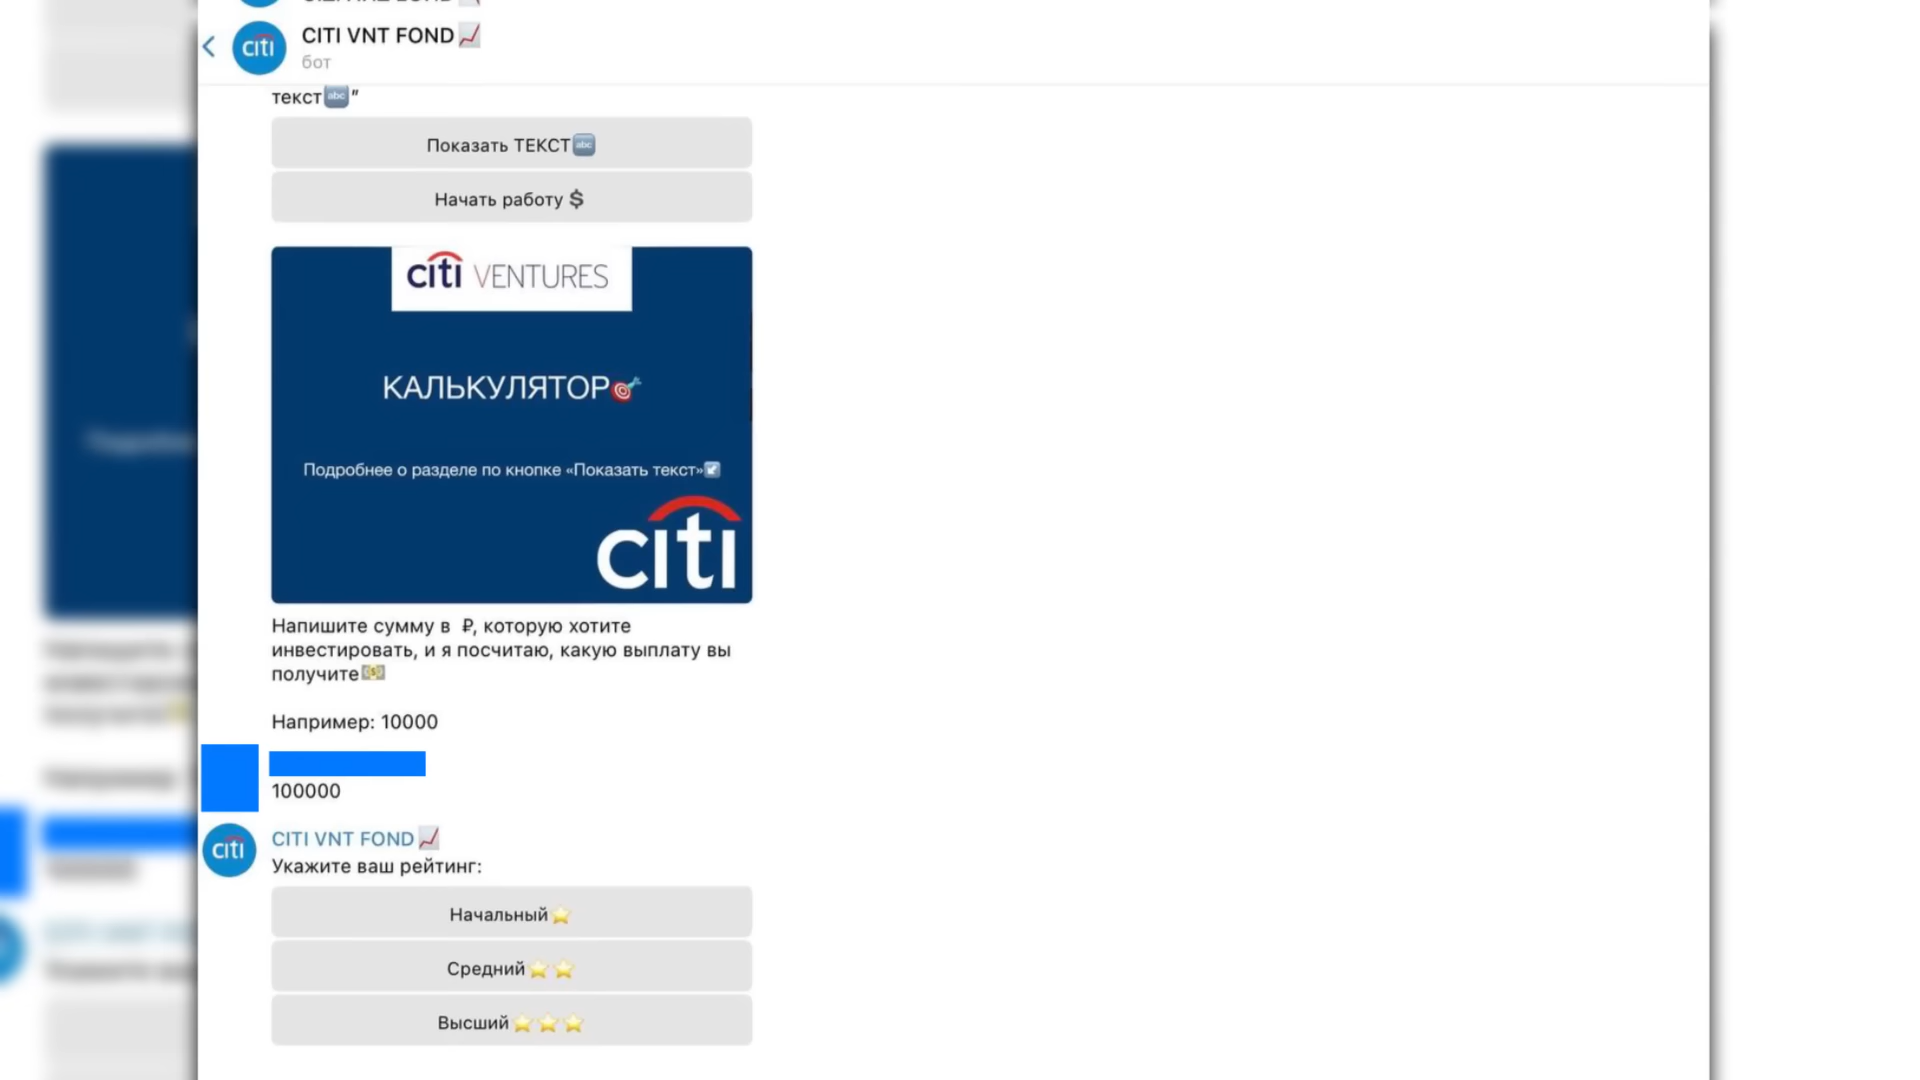 CITI VNT FOND📈
citi
бот
текст🔤"
Показать ТЕКСТ🔤
Начать работу 💲
citi VENTURES
КАЛЬКУЛЯТОР🎯
Подробнее о разделе по кнопке «Показать текст»↙️
citi
Напишите сумму в ₽, которую хотите
инвестировать, и я посчитаю, какую выплату вы
получите💵
Например: 10000
100000
CITI VNT FOND📈
citi
Укажите ваш рейтинг:
Начальный⭐
Средний⭐⭐
Высший⭐⭐⭐